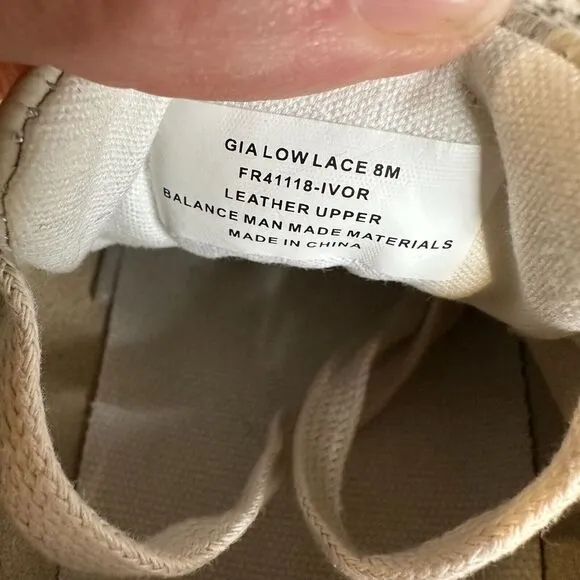 GIA LOW LACE 8M
FR41118-IVOR
LEATHER UPPER
BALANCE MAN MADE MATERIALS
MADE IN CHINA